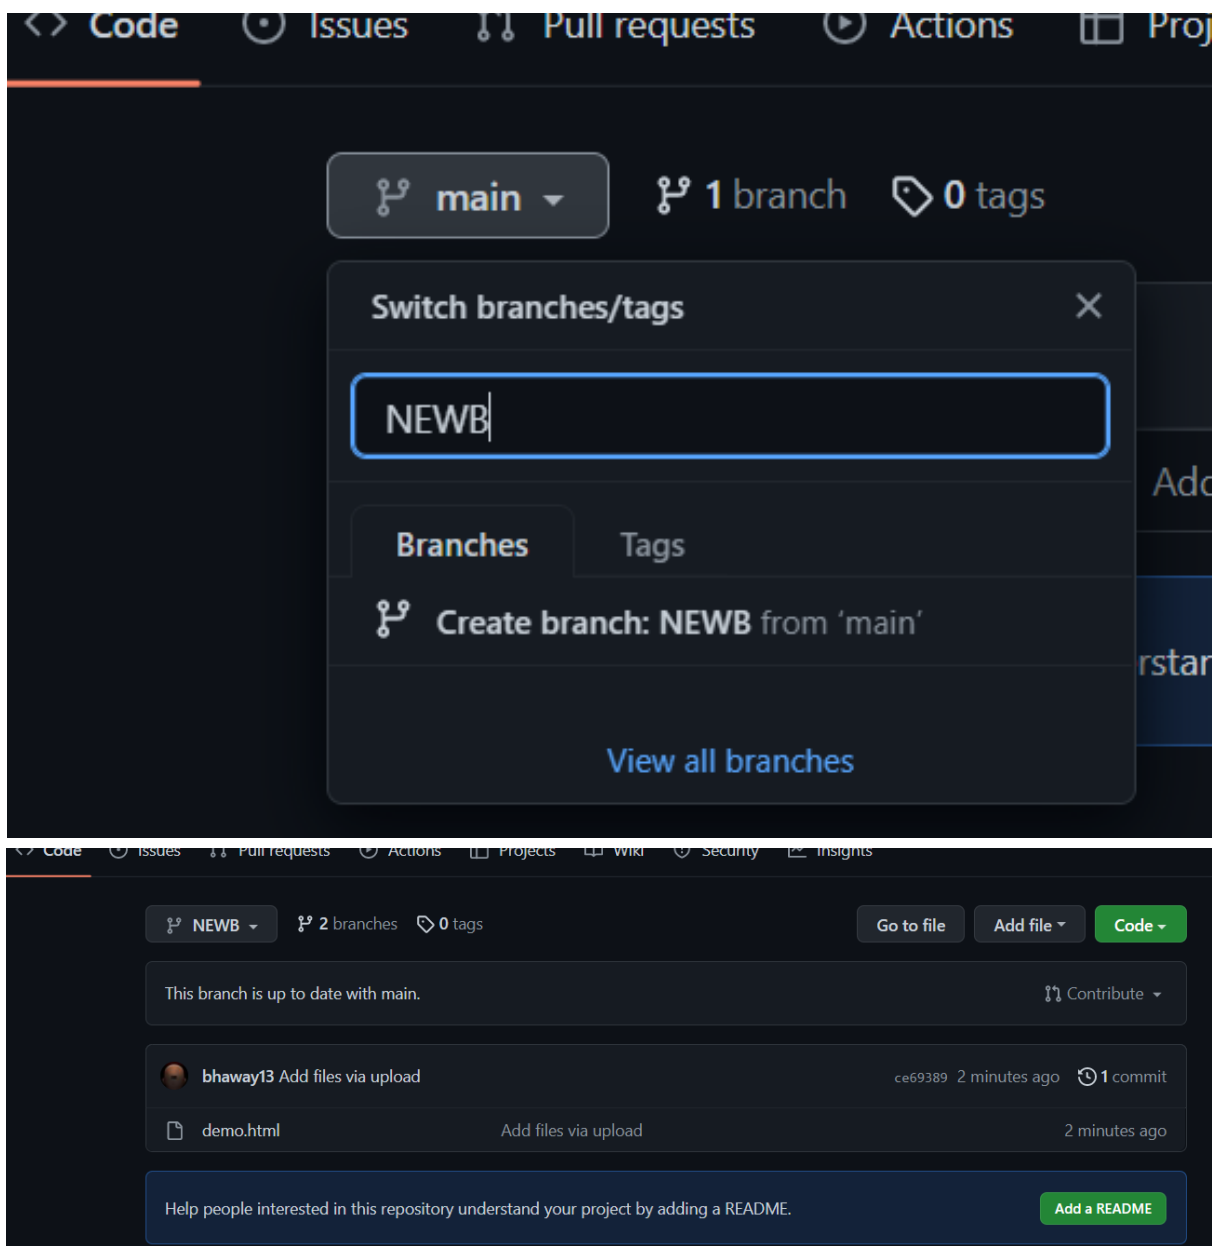 Code Issues Pull requests Actions Proj
main 1 branch 0 tags
Switch branches/tags
NEWB
Add
Branches Tags
Create branch: NEWB from ‘main’
rstar
View all branches
Code Issues Pull requests Actions Projects Wiki Security Insights
NEWB 2 branches 0 tags Go to file Add file Code
This branch is up to date with main. Contribute
bhaway13 Add files via upload ce69389 2 minutes ago 1 commit
demo.html Add files via upload 2 minutes ago
Help people interested in this repository understand your project by adding a README. Add a README